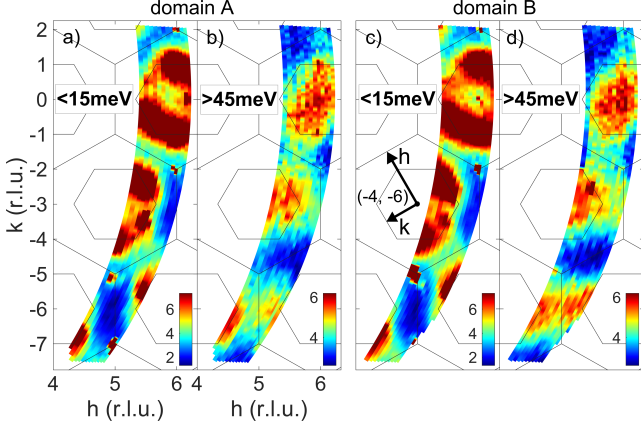 domain A
domain B
a)
b)
c)
d)
<15meV
>45meV
<15meV
>45meV
h
(-4, -6)
k
k (r.l.u.)
2
1
0
-1
-2
-3
-4
-5
-6
-7
6
4
2
6
4
6
4
2
6
4
4
5
6
4
5
6
h (r.l.u.)
h (r.l.u.)